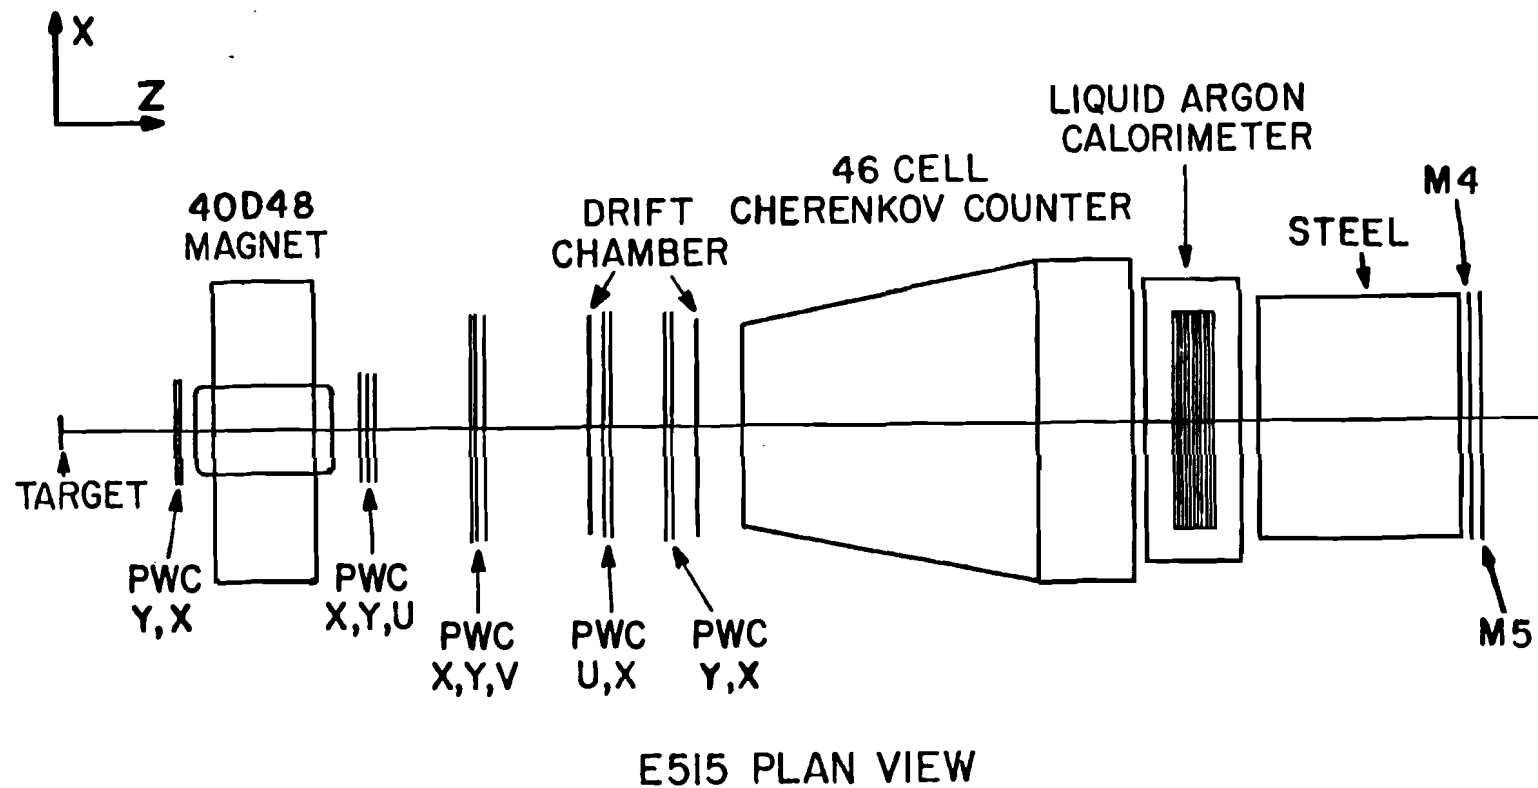 X
Z
LIQUID ARGON
CALORIMETER
46 CELL
CHERENKOV COUNTER
M4
40D48
MAGNET
DRIFT
CHAMBER
STEEL
TARGET
PWC
Y,X
PWC
X,Y,U
PWC
X,Y,V
PWC
U,X
PWC
Y,X
M5
E515 PLAN VIEW